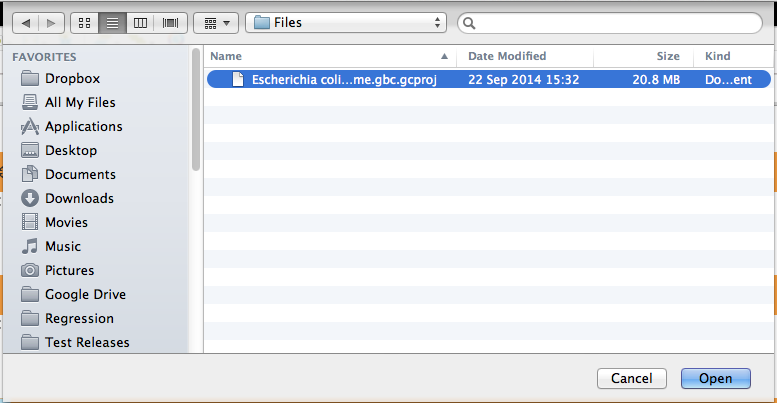 Files
FAVORITES
Dropbox
All My Files
Applications
Desktop
Documents
Downloads
Movies
Music
Pictures
Google Drive
Regression
Test Releases
Name Date Modified Size Kind
Escherichia coli...me.gbc.gcproj 22 Sep 2014 15:32 20.8 MB Do...ent
Cancel Open